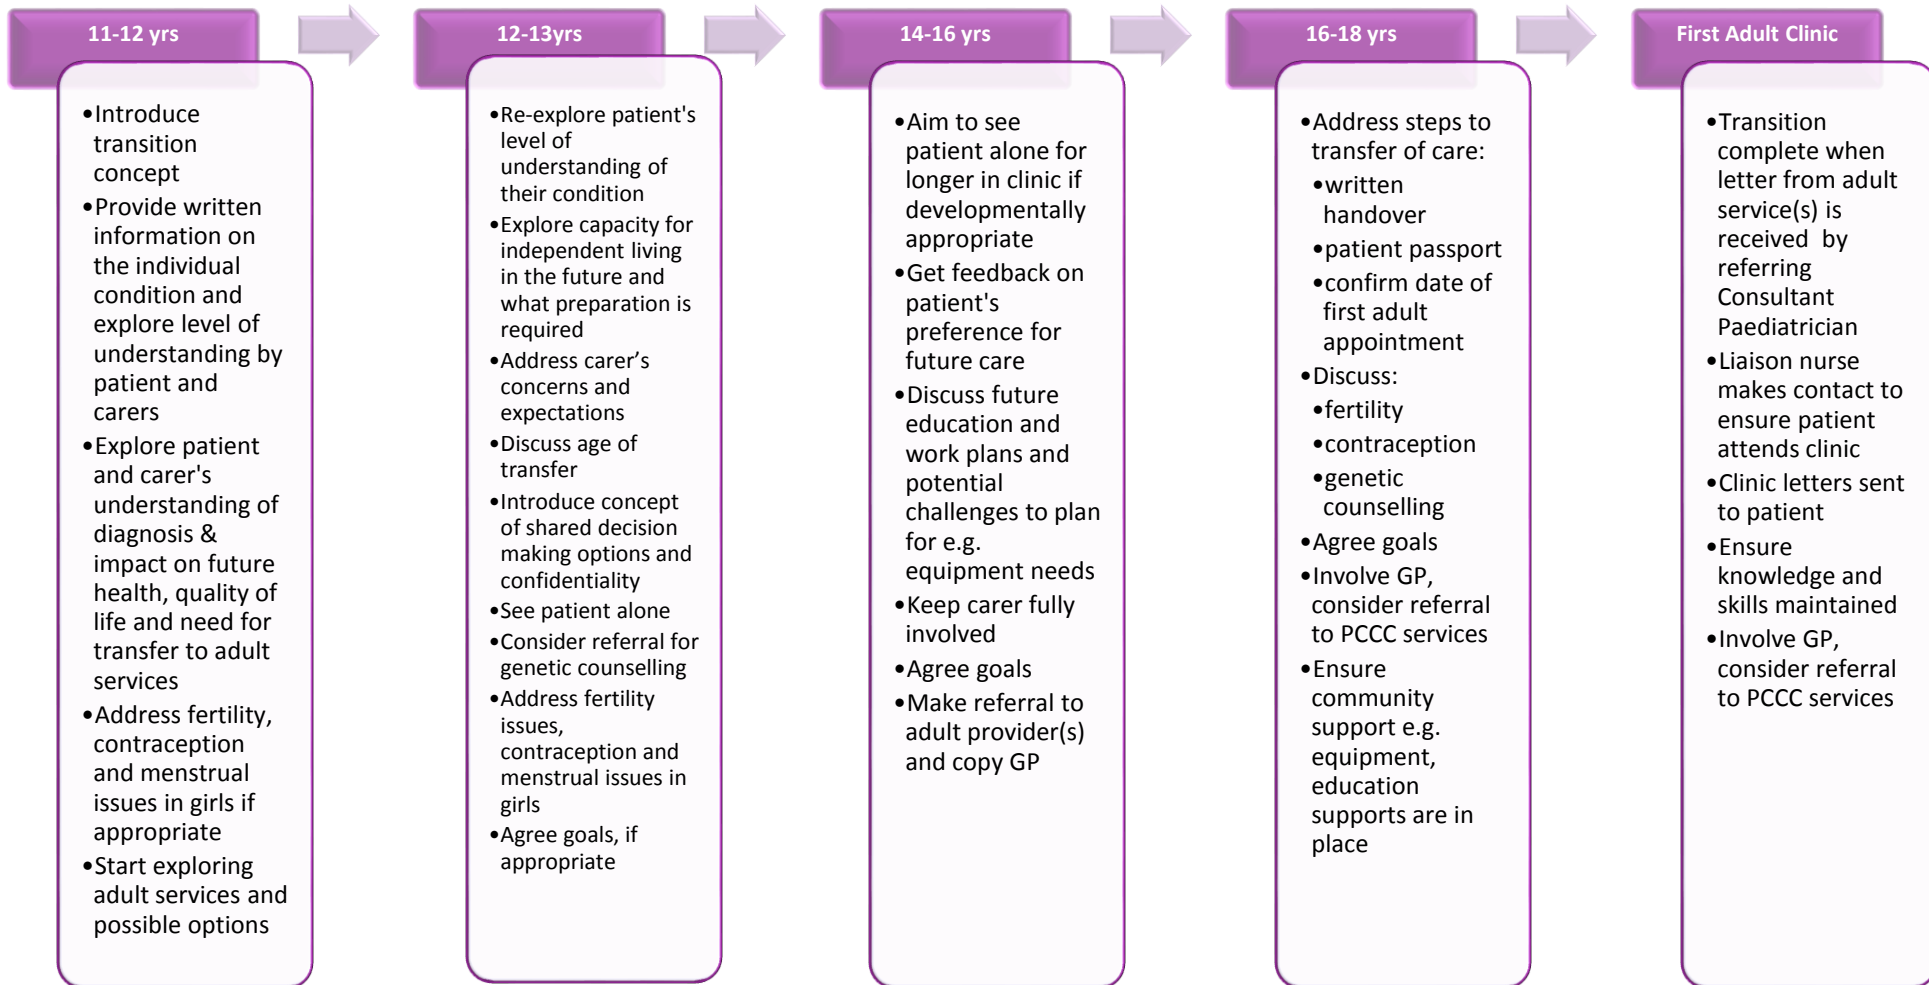 11-12 yrs
•Introduce
transition
concept
•Provide written
information on
the individual
condition and
explore level of
understanding by
patient and
carers
•Explore patient
and carer's
understanding of
diagnosis &
impact on future
health, quality of
life and need for
transfer to adult
services
•Address fertility,
contraception
and menstrual
issues in girls if
appropriate
•Start exploring
adult services and
possible options
12-13yrs
•Re-explore patient's
level of
understanding of
their condition
•Explore capacity for
independent living
in the future and
what preparation is
required
•Address carer’s
concerns and
expectations
•Discuss age of
transfer
•Introduce concept
of shared decision
making options and
confidentiality
•See patient alone
•Consider referral for
genetic counselling
•Address fertility
issues,
contraception and
menstrual issues in
girls
•Agree goals, if
appropriate
14-16 yrs
•Aim to see
patient alone for
longer in clinic if
developmentally
appropriate
•Get feedback on
patient's
preference for
future care
•Discuss future
education and
work plans and
potential
challenges to plan
for e.g.
equipment needs
•Keep carer fully
involved
•Agree goals
•Make referral to
adult provider(s)
and copy GP
16-18 yrs
•Address steps to
transfer of care:
•written
handover
•patient passport
•confirm date of
first adult
appointment
•Discuss:
•fertility
•contraception
•genetic
counselling
•Agree goals
•Involve GP,
consider referral
to PCCC services
•Ensure
community
support e.g.
equipment,
education
supports are in
place
First Adult Clinic
•Transition
complete when
letter from adult
service(s) is
received by
referring
Consultant
Paediatrician
•Liaison nurse
makes contact to
ensure patient
attends clinic
•Clinic letters sent
to patient
•Ensure
knowledge and
skills maintained
•Involve GP,
consider referral
to PCCC services